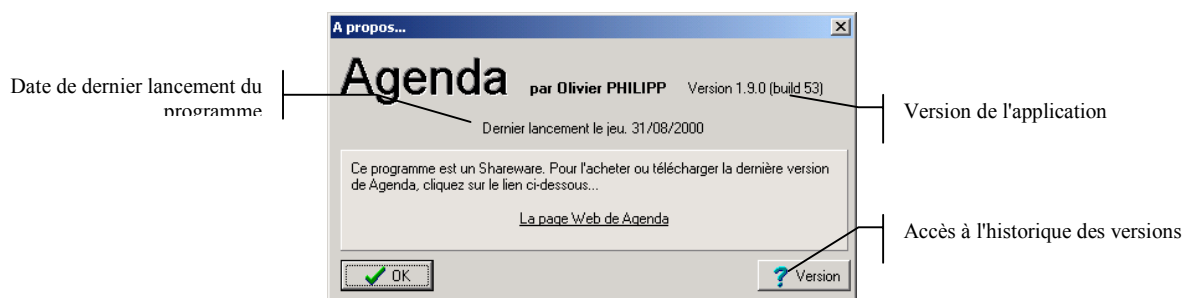 A propos...
Agenda par Olivier PHILIPP Version 1.9.0 (build 53)
Dernier lancement le jeu. 31/08/2000
Ce programme est un Shareware. Pour l'acheter ou télécharger la dernière version
de Agenda, cliquez sur le lien ci-dessous...
La page Web de Agenda
OK
Version
Date de dernier lancement du
programme
Version de l'application
Accès à l'historique des versions